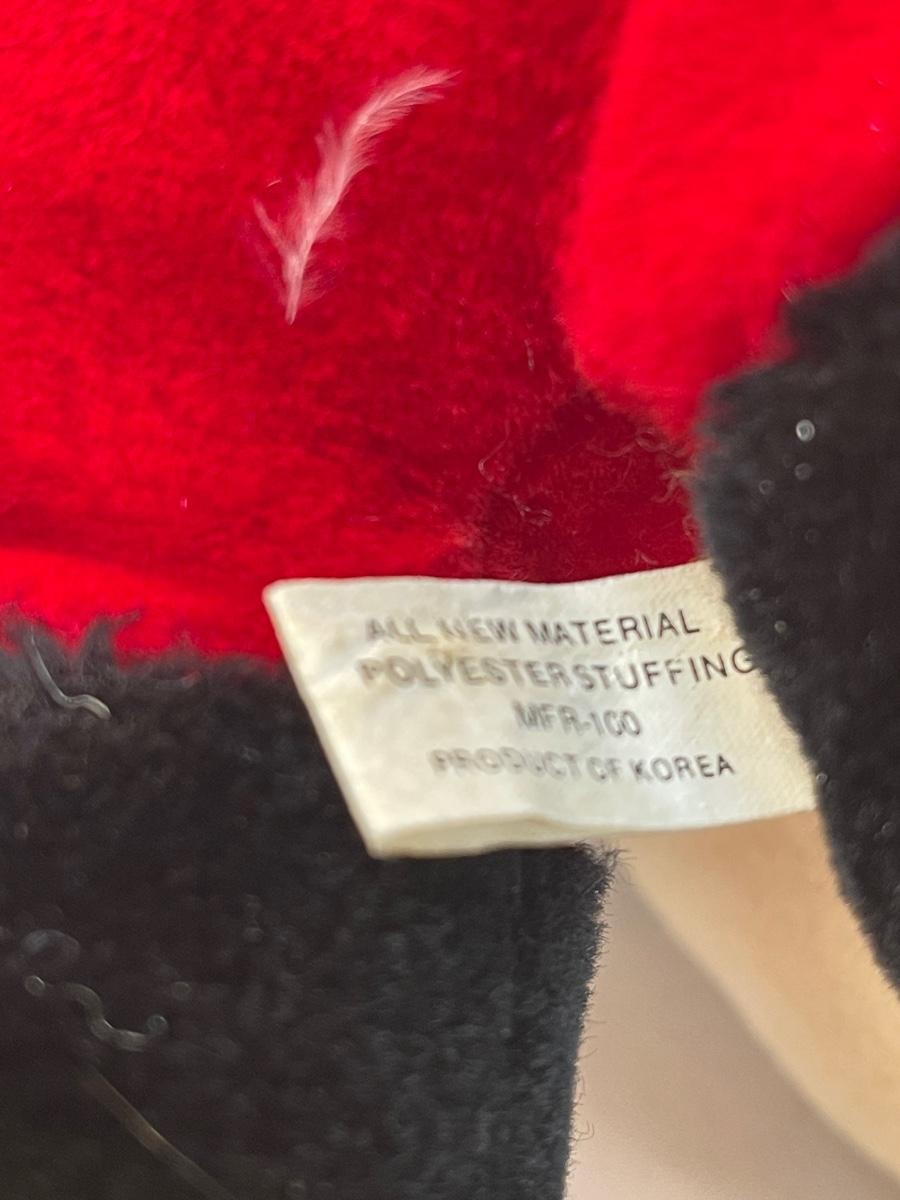 ALL NEW MATERIAL
POLYESTER STUFFING
MFR-100
PRODUCT OF KOREA